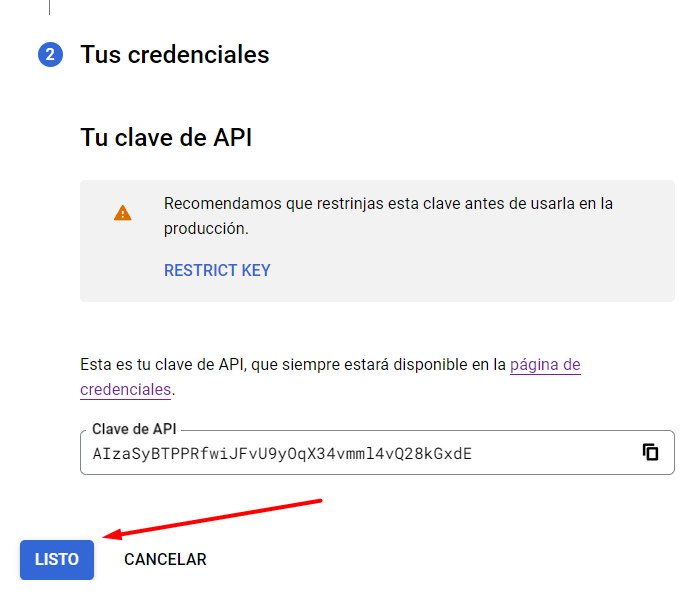 2 Tus credenciales
Tu clave de API
Recomendamos que restrinjas esta clave antes de usarla en la
producción.
RESTRICT KEY
Esta es tu clave de API, que siempre estará disponible en la página de
credenciales.
Clave de API
AIzaSyBTPPRfwiJFvU9yOqX34vmml4vQ28kGxdE
LISTO CANCELAR